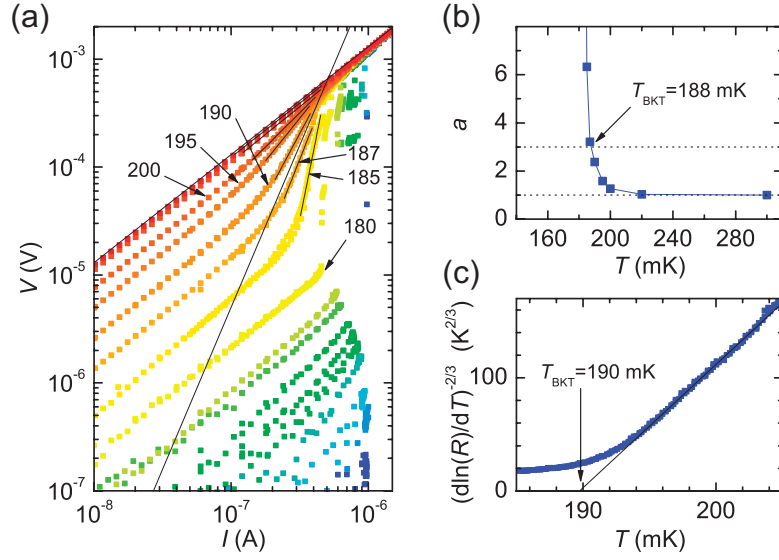 (a)
10⁻³
10⁻⁴
10⁻⁵
10⁻⁶
10⁻⁷
V (V)
190
195
200
187
185
180
10⁻⁸
10⁻⁷
10⁻⁶
I (A)
(b)
8
6
4
2
0
a
T_BKT=188 mK
160
200
240
280
T (mK)
(c)
(dln(R)/dT)^-2/3 (K^2/3)
100
0
T_BKT=190 mK
190
200
T (mK)